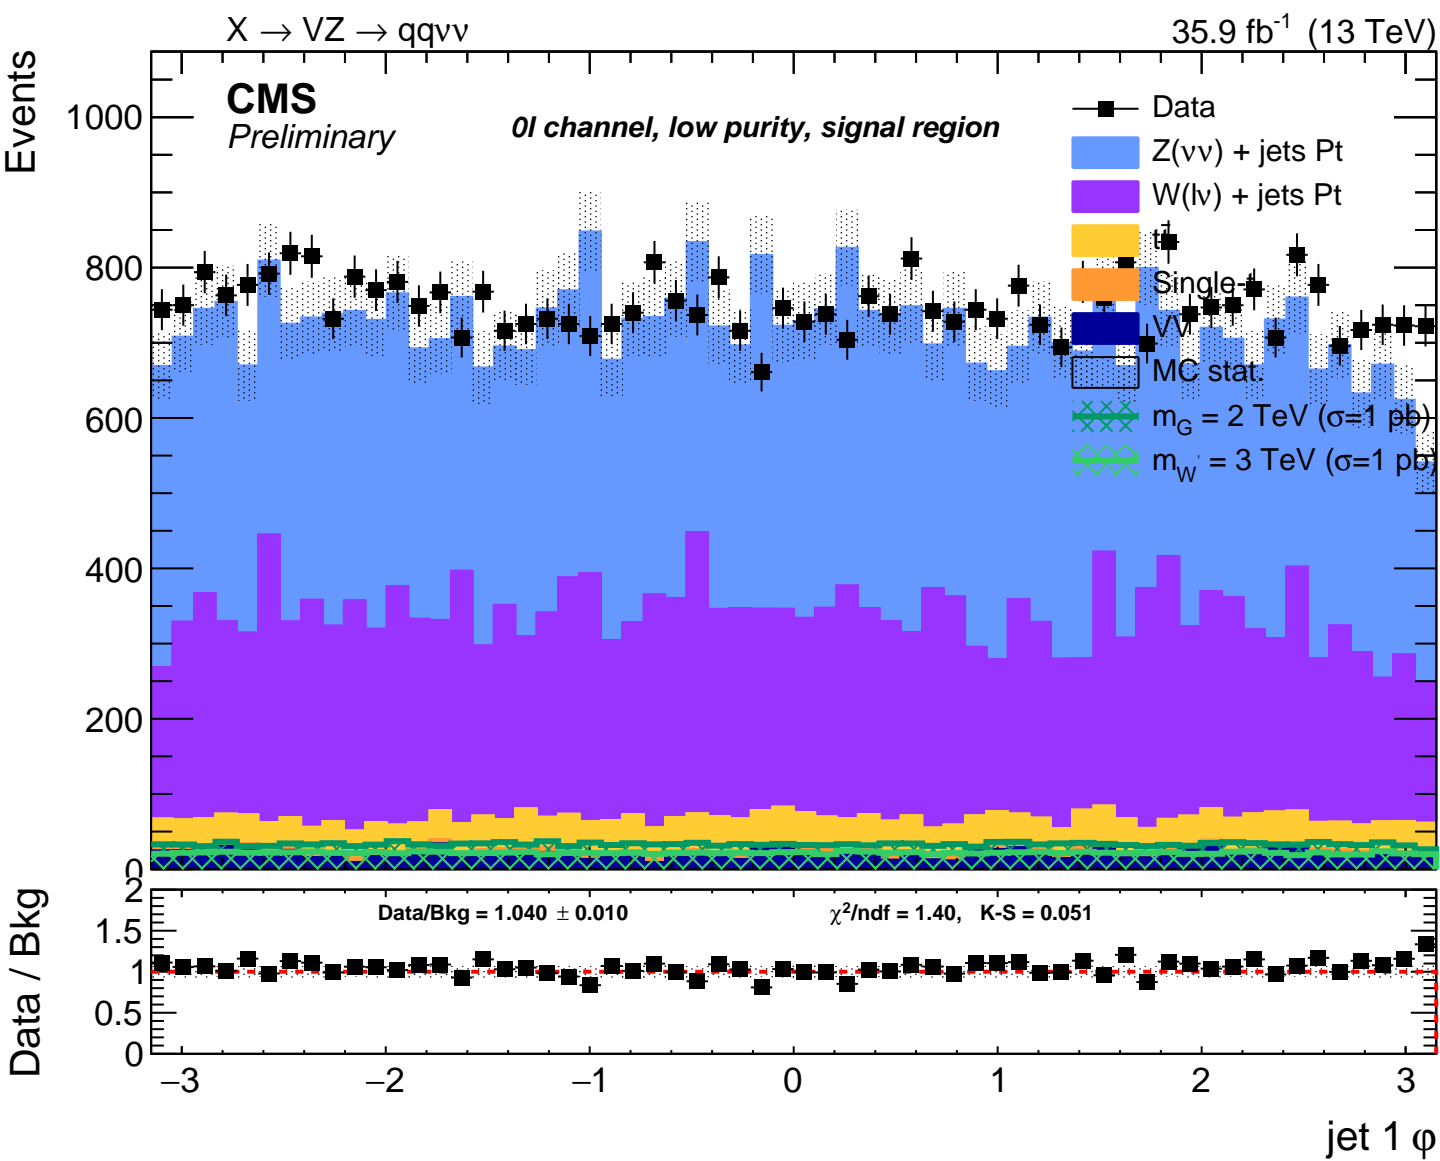 X → VZ → qqνν
35.9 fb⁻¹ (13 TeV)
Events
CMS
Preliminary
0l channel, low purity, signal region
Data
Z(νν) + jets Pt
W(lν) + jets Pt
tt̄
Single-t
VV
MC stat.
m_G = 2 TeV (σ=1 pb)
m_W' = 3 TeV (σ=1 pb)
1000
800
600
400
200
0
Data / Bkg
Data/Bkg = 1.040 ± 0.010
χ²/ndf = 1.40, K-S = 0.051
2
1.5
1
0.5
0
−3 −2 −1 0 1 2 3
jet 1 φ